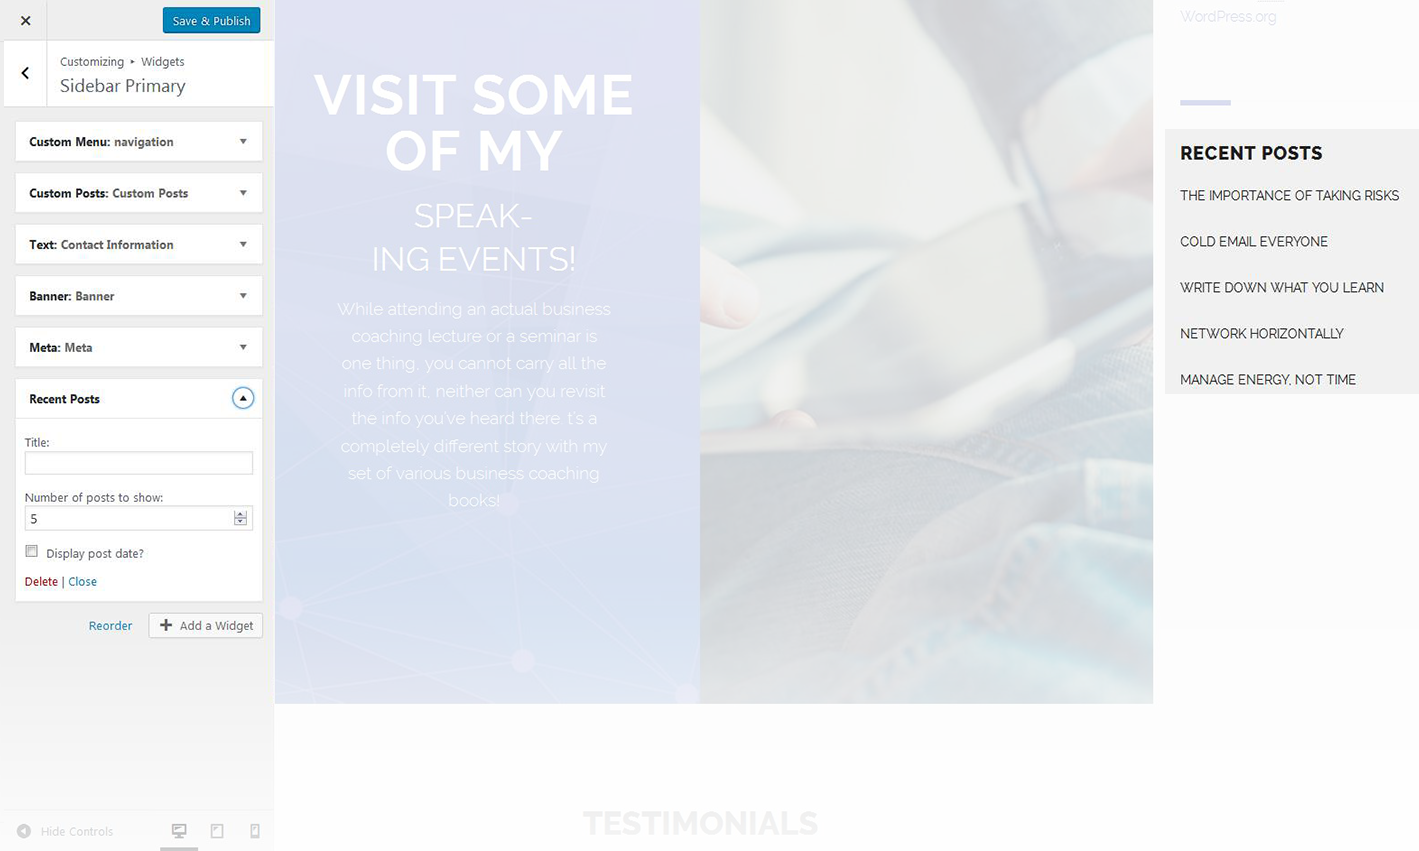 Save & Publish
Customizing ▸ Widgets
Sidebar Primary
Custom Menu: navigation
Custom Posts: Custom Posts
Text: Contact Information
Banner: Banner
Meta: Meta
Recent Posts
Title:
Number of posts to show:
5
Display post date?
Delete | Close
Reorder
Add a Widget
Hide Controls
VISIT SOME
OF MY
SPEAK-
ING EVENTS!
While attending an actual business
coaching lecture or a seminar is
one thing, you cannot carry all the
info from it, neither can you revisit
the info you've heard there. t's a
completely different story with my
set of various business coaching
books!
TESTIMONIALS
WordPress.org
RECENT POSTS
THE IMPORTANCE OF TAKING RISKS
COLD EMAIL EVERYONE
WRITE DOWN WHAT YOU LEARN
NETWORK HORIZONTALLY
MANAGE ENERGY, NOT TIME